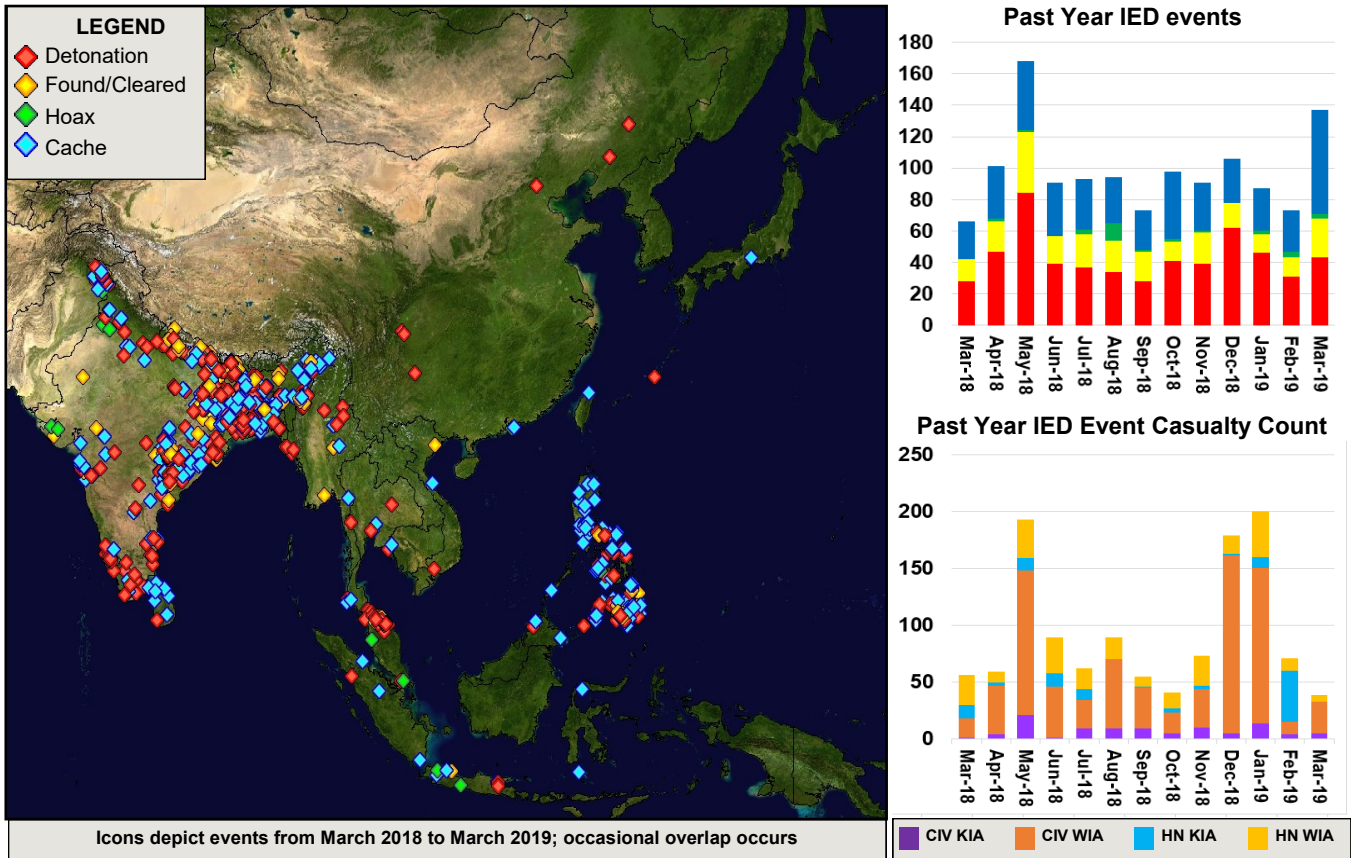 LEGEND
Detonation
Found/Cleared
Hoax
Cache
Icons depict events from March 2018 to March 2019; occasional overlap occurs
Past Year IED events
180
160
140
120
100
80
60
40
20
0
Mar-18
Apr-18
May-18
Jun-18
Jul-18
Aug-18
Sep-18
Oct-18
Nov-18
Dec-18
Jan-19
Feb-19
Mar-19
Past Year IED Event Casualty Count
250
200
150
100
50
0
Mar-18
Apr-18
May-18
Jun-18
Jul-18
Aug-18
Sep-18
Oct-18
Nov-18
Dec-18
Jan-19
Feb-19
Mar-19
CIV KIA
CIV WIA
HN KIA
HN WIA